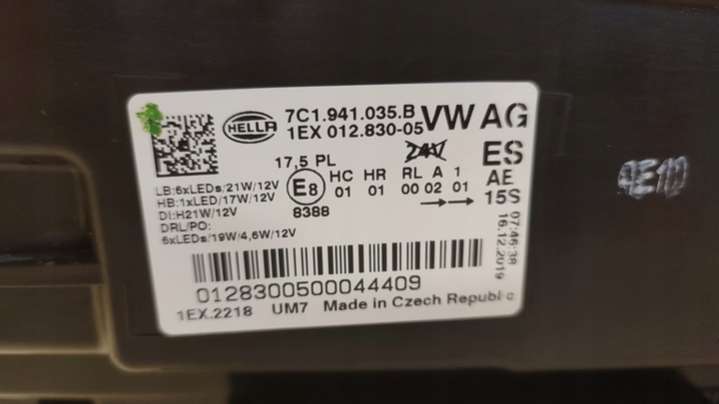 HELLA
7C1.941.035.B
1EX 012.830-05
VW AG
17,5 PL
247
ES
LB:6xLEDs/21W/12V
HB:1xLED/17W/12V
DI:H21W/12V
DRL/PO:
6xLEDs/19W/4,6W/12V
E8
8388
HC HR RL A 1
01 01 00 02 01
AE
15S
07:46:38
16.12.2019
01283000500044409
1EX.2218 UM7 Made in Czech Republic
AE10